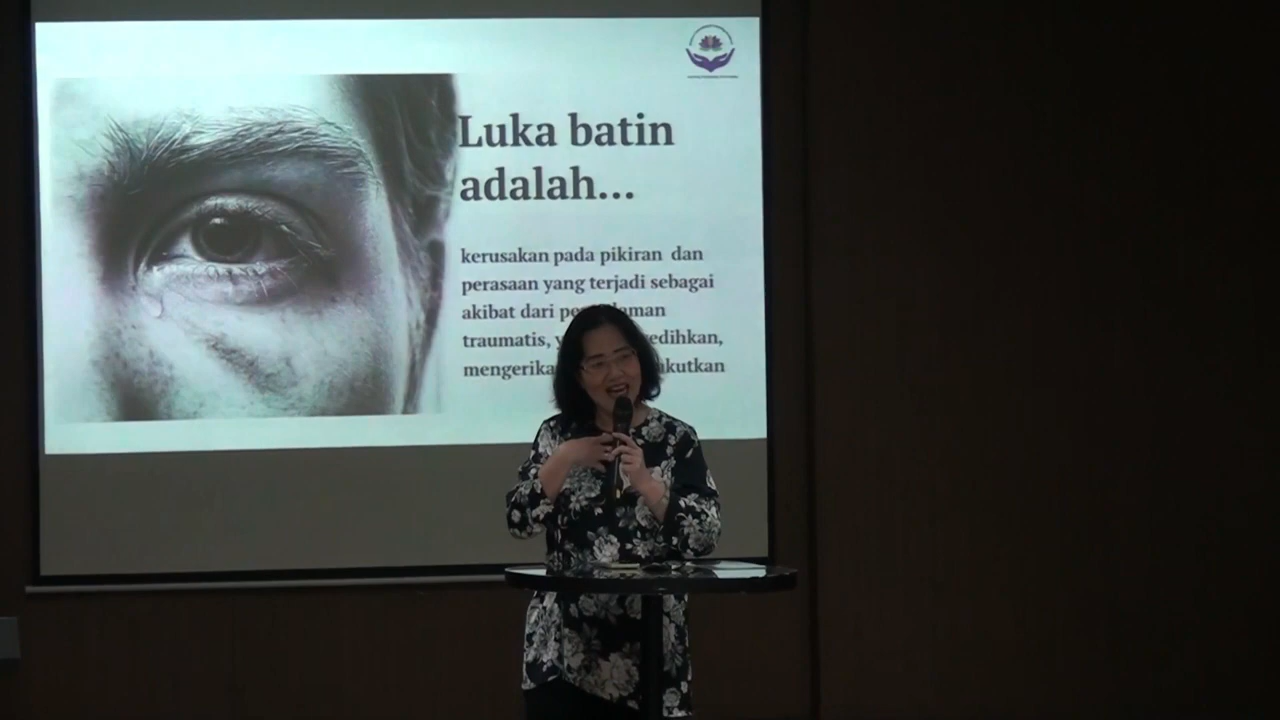 Luka batin
adalah...
kerusakan pada pikiran dan
perasaan yang terjadi sebagai
akibat dari
traumatis,